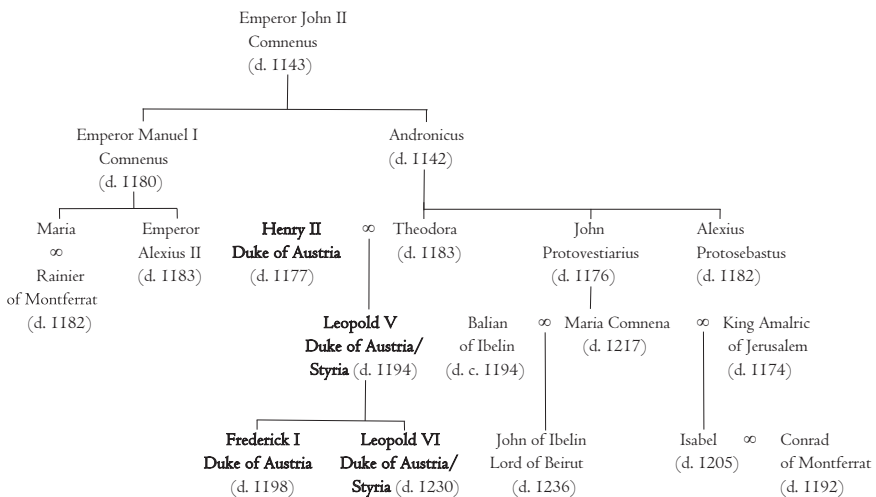 Emperor John II
Comnenus
(d. 1143)
Emperor Manuel I
Comnenus
(d. 1180)
Andronicus
(d. 1142)
Maria
∞
Rainier
of Montferrat
(d. 1182)
Emperor
Alexius II
(d. 1183)
Henry II
Duke of Austria
(d. 1177)
∞
Theodora
(d. 1183)
John
Protovestiarius
(d. 1176)
Alexius
Protosebastus
(d. 1182)
Leopold V
Duke of Austria/
Styria (d. 1194)
Balian
of Ibelin
(d. c. 1194)
∞
Maria Comnena
(d. 1217)
∞
King Amalric
of Jerusalem
(d. 1174)
Frederick I
Duke of Austria
(d. 1198)
Leopold VI
Duke of Austria/
Styria (d. 1230)
John of Ibelin
Lord of Beirut
(d. 1236)
Isabel
(d. 1205)
∞
Conrad
of Montferrat
(d. 1192)